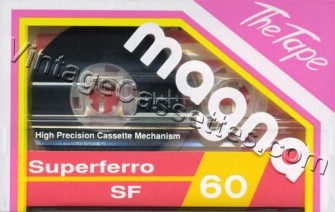 The Tape
magna
High Precision Cassette Mechanism
Superferro
SF
60
VintageCassettes.com